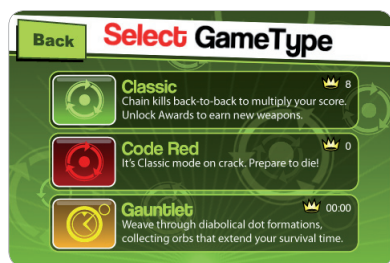 Back
Select GameType
Classic 8
Chain kills back-to-back to multiply your score.
Unlock Awards to earn new weapons.
Code Red 0
It's Classic mode on crack. Prepare to die!
Gauntlet 00:00
Weave through diabolical dot formations,
collecting orbs that extend your survival time.